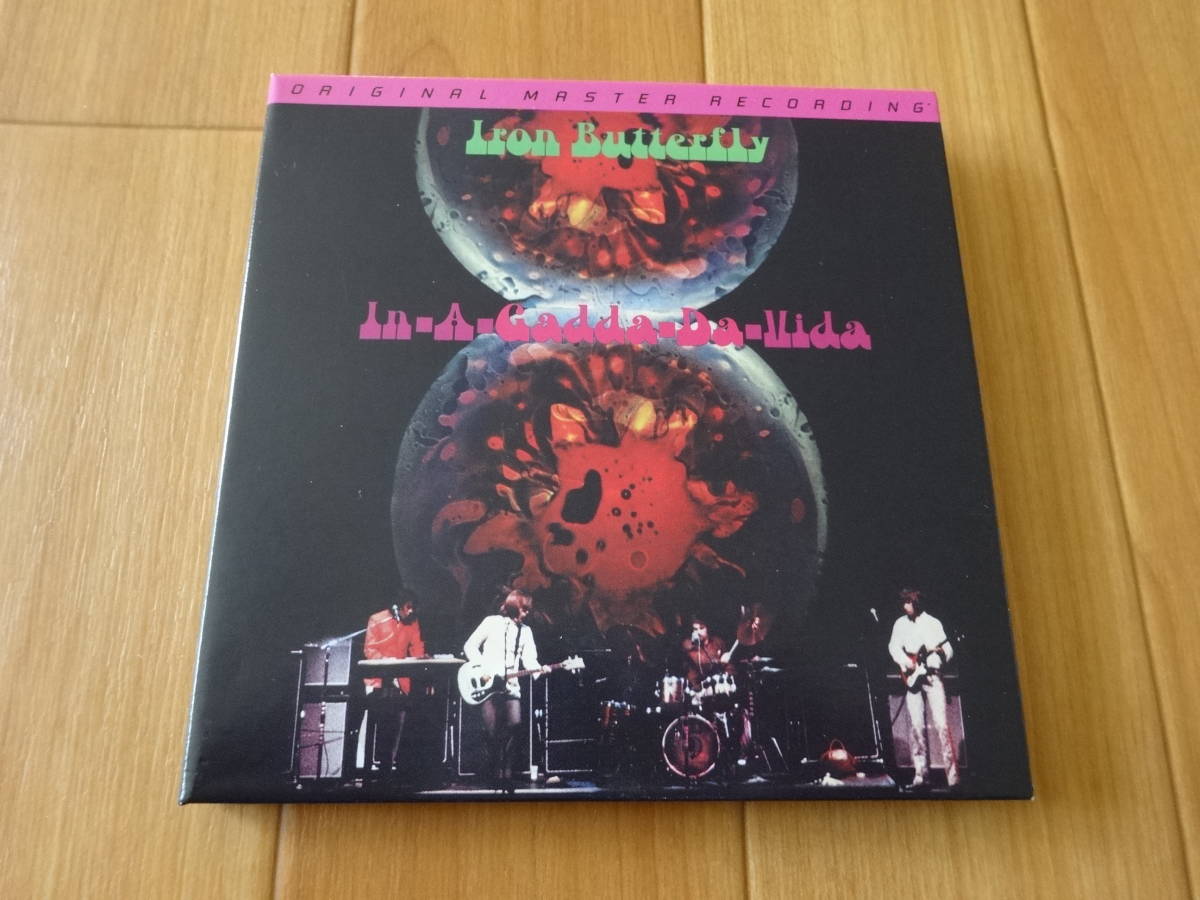 ORIGINAL MASTER RECORDING
Iron Butterfly
In-A-Gadda-Da-Vida